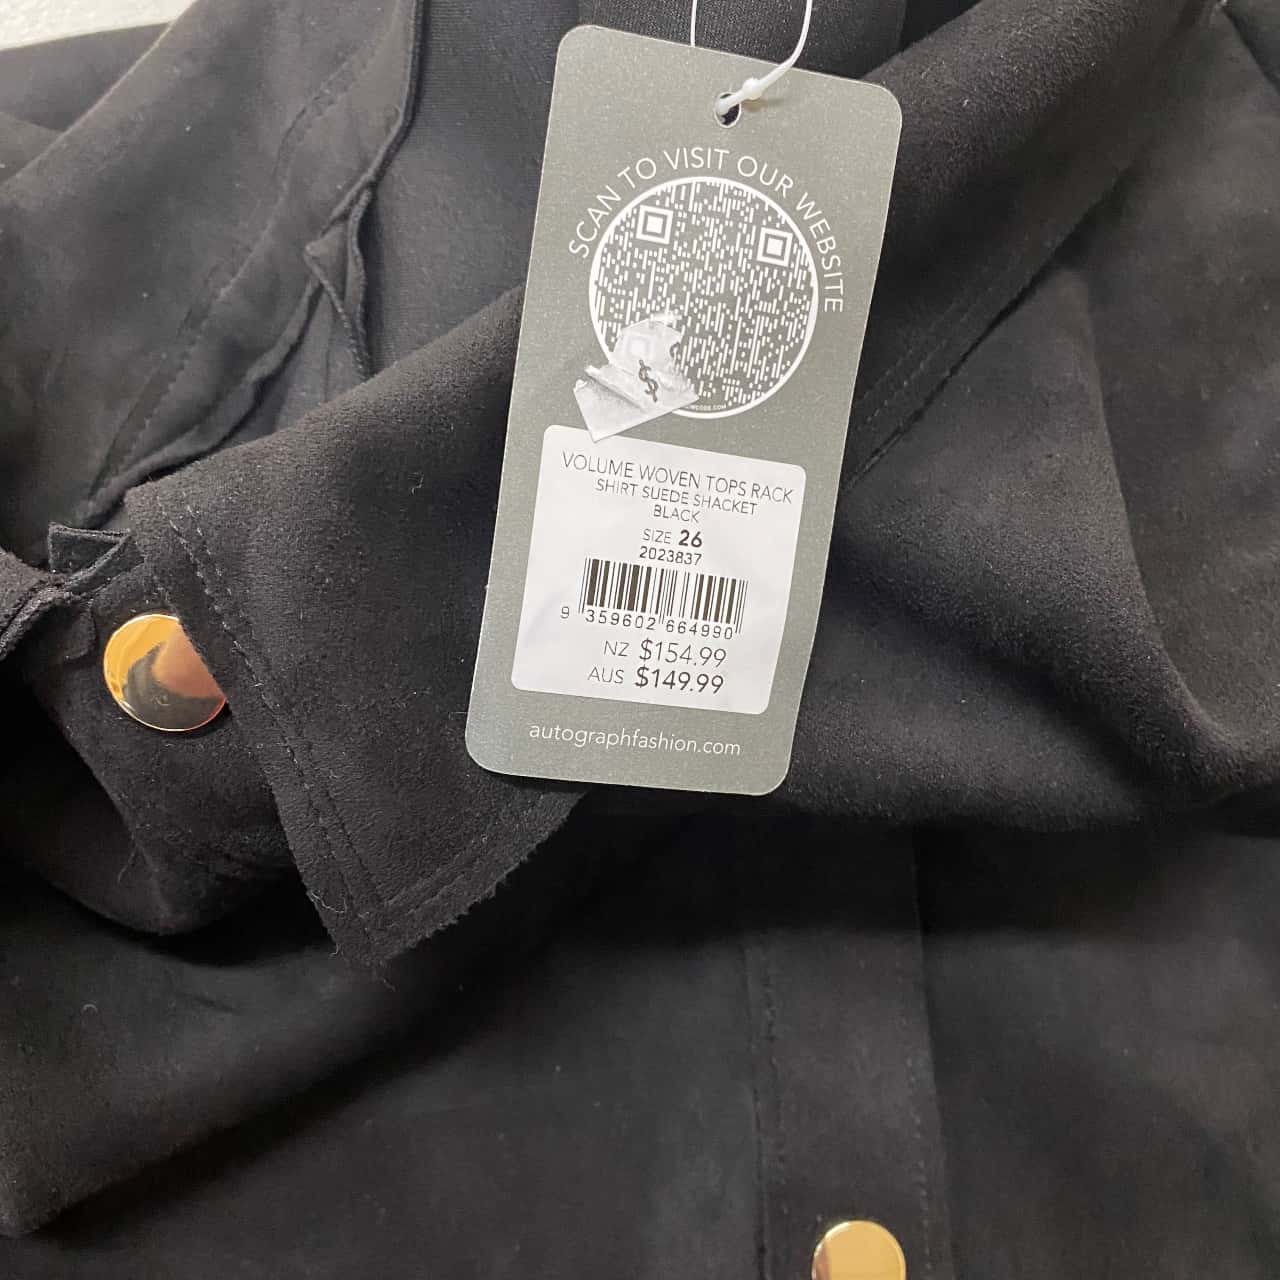 SCAN TO VISIT OUR WEBSITE
$
VOLUME WOVEN TOPS RACK
SHIRT SUEDE SHACKET
BLACK
SIZE 26
2023837
9 359602 664990
NZ $154.99
AUS $149.99
autographfashion.com